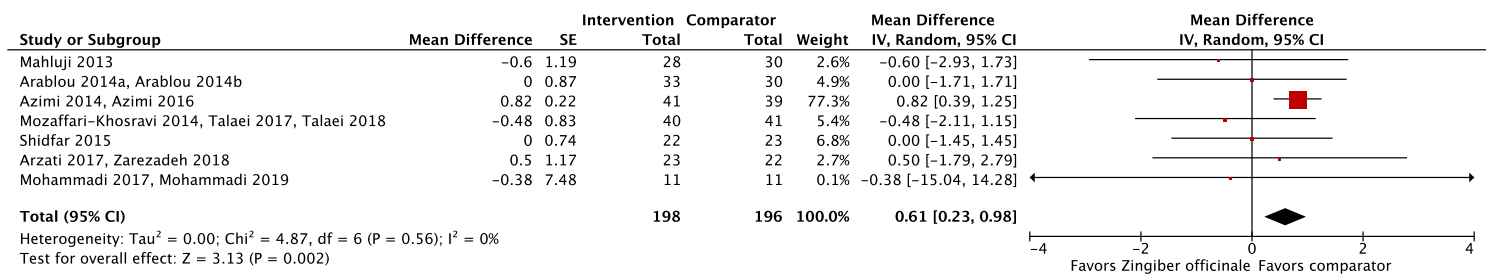 Intervention Comparator Mean Difference Mean Difference
Study or Subgroup Mean Difference SE Total Total Weight IV, Random, 95% CI IV, Random, 95% CI
Mahluji 2013 −0.6 1.19 28 30 2.6% −0.60 [−2.93, 1.73]
Arablou 2014a, Arablou 2014b 0 0.87 33 30 4.9% 0.00 [−1.71, 1.71]
Azimi 2014, Azimi 2016 0.82 0.22 41 39 77.3% 0.82 [0.39, 1.25]
Mozaffari−Khosravi 2014, Talaei 2017, Talaei 2018 −0.48 0.83 40 41 5.4% −0.48 [−2.11, 1.15]
Shidfar 2015 0 0.74 22 23 6.8% 0.00 [−1.45, 1.45]
Arzati 2017, Zarezadeh 2018 0.5 1.17 23 22 2.7% 0.50 [−1.79, 2.79]
Mohammadi 2017, Mohammadi 2019 −0.38 7.48 11 11 0.1% −0.38 [−15.04, 14.28]
Total (95% CI) 198 196 100.0% 0.61 [0.23, 0.98]
Heterogeneity: Tau² = 0.00; Chi² = 4.87, df = 6 (P = 0.56); I² = 0%
Test for overall effect: Z = 3.13 (P = 0.002)
−4 −2 0 2 4
Favors Zingiber officinale Favors comparator